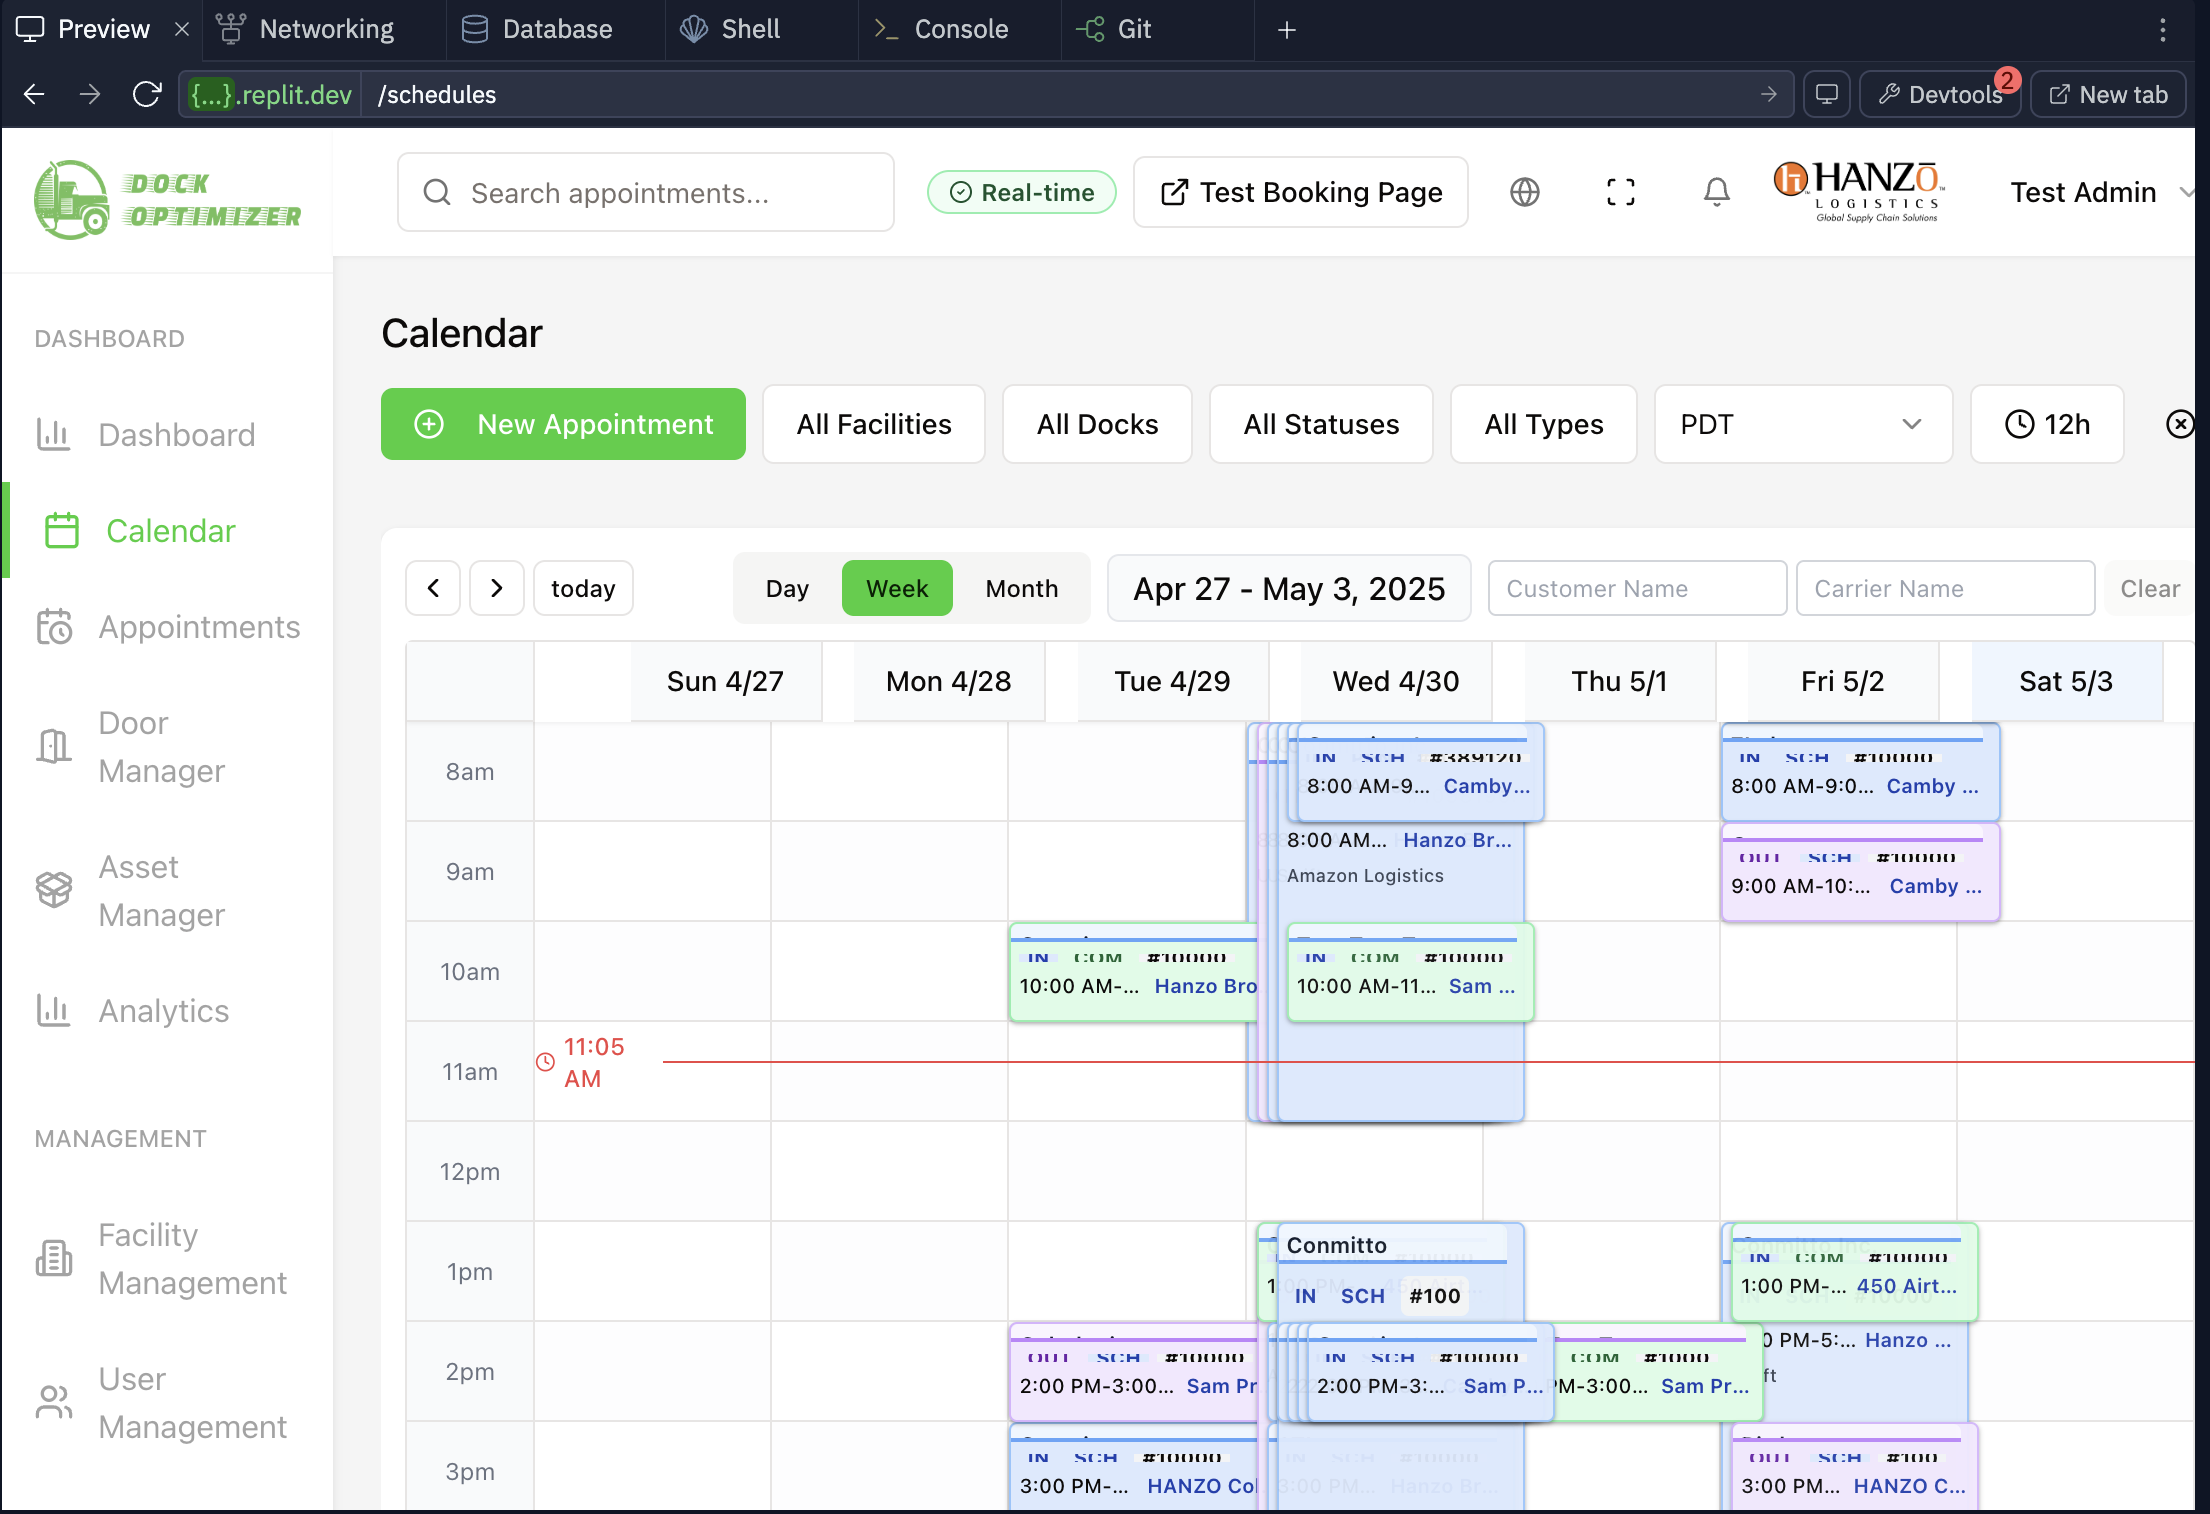 Preview
Networking
Database
Shell
Console
Git
{...}.replit.dev
/schedules
Devtools
2
New tab
DOCK
OPTIMIZER
Search appointments...
Real-time
Test Booking Page
HANZŌ
LOGISTICS
Global Supply Chain Solutions
Test Admin
DASHBOARD
Dashboard
Calendar
Appointments
Door
Manager
Asset
Manager
Analytics
MANAGEMENT
Facility
Management
User
Management
Calendar
New Appointment
All Facilities
All Docks
All Statuses
All Types
PDT
12h
today
Day
Week
Month
Apr 27 - May 3, 2025
Customer Name
Carrier Name
Clear
Sun 4/27
Mon 4/28
Tue 4/29
Wed 4/30
Thu 5/1
Fri 5/2
Sat 5/3
8am
IN SCH #389120
8:00 AM-9... Camby...
IN SCH #10000
8:00 AM-9:0... Camby ...
9am
8:00 AM... Hanzo Br...
Amazon Logistics
OUT SCH #10000
9:00 AM-10:... Camby ...
10am
IN COM #10000
10:00 AM-... Hanzo Bro
IN COM #10000
10:00 AM-11... Sam ...
11am
11:05
AM
12pm
1pm
Conmitto
IN SCH #100
IN COM #10000
1:00 PM-... 450 Airt...
2pm
OUT SCH #10000
2:00 PM-3:00... Sam Pr
IN SCH #10000
2:00 PM-3:... Sam P...
COM #1000
PM-3:00... Sam Pr...
0 PM-5:... Hanzo ...
ft
3pm
IN SCH #10000
3:00 PM-... HANZO Col
IN SCH #10000
3:00 PM... Hanzo Br...
OUT SCH #100
3:00 PM... HANZO C...